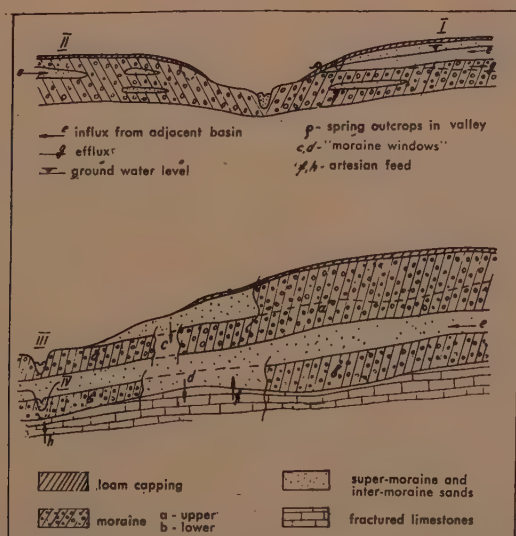 II
I
e
e influx from adjacent basin
g efflux
ground water level
p - spring outcrops in valley
c,d - "moraine windows"
f,h - artesian feed
III
IV
a
c
e
d
h
loam capping
moraine a - upper
b - lower
super-moraine and
inter-moraine sands
fractured limestones